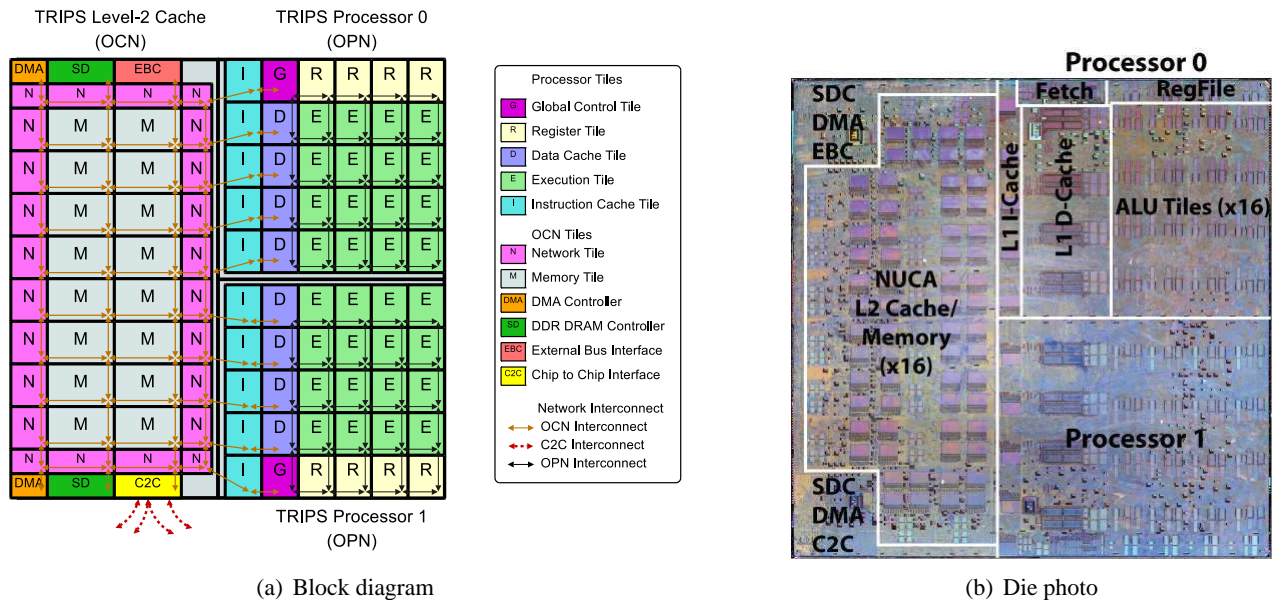 TRIPS Level-2 Cache
(OCN)
TRIPS Processor 0
(OPN)
DMA SD EBC
N N N N
N M M N
N M M N
N M M N
N M M N
N M M N
N M M N
N M M N
N M M N
N N N N
DMA SD C2C
I G R R R R
I D E E E E
I D E E E E
I D E E E E
I D E E E E
I D E E E E
I D E E E E
I D E E E E
I D E E E E
I G R R R R
TRIPS Processor 1
(OPN)
Processor Tiles
G Global Control Tile
R Register Tile
D Data Cache Tile
E Execution Tile
I Instruction Cache Tile
OCN Tiles
N Network Tile
M Memory Tile
DMA DMA Controller
SD DDR DRAM Controller
EBC External Bus Interface
C2C Chip to Chip Interface
Network Interconnect
OCN Interconnect
C2C Interconnect
OPN Interconnect
(a) Block diagram
Processor 0
SDC
DMA
EBC
Fetch
RegFile
L1 I-Cache
L1 D-Cache
ALU Tiles (x16)
NUCA
L2 Cache/
Memory
(x16)
Processor 1
SDC
DMA
C2C
(b) Die photo